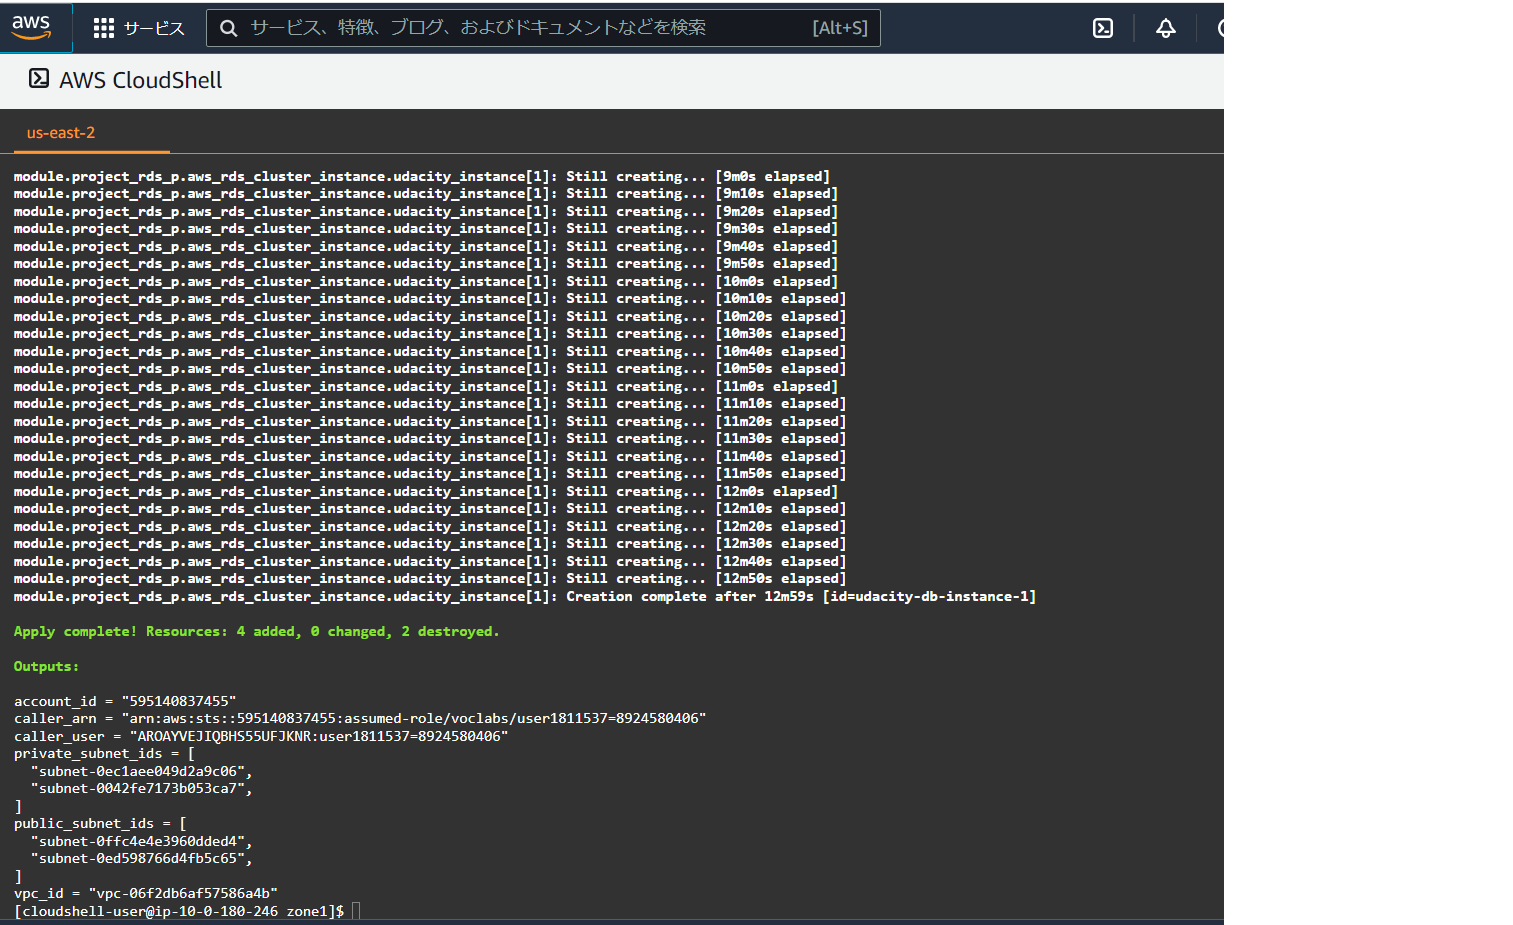 aws
サービス
サービス、特徴、ブログ、およびドキュメントなどを検索 [Alt+S]
AWS CloudShell
us-east-2
module.project_rds_p.aws_rds_cluster_instance.udacity_instance[1]: Still creating... [9m0s elapsed]
module.project_rds_p.aws_rds_cluster_instance.udacity_instance[1]: Still creating... [9m10s elapsed]
module.project_rds_p.aws_rds_cluster_instance.udacity_instance[1]: Still creating... [9m20s elapsed]
module.project_rds_p.aws_rds_cluster_instance.udacity_instance[1]: Still creating... [9m30s elapsed]
module.project_rds_p.aws_rds_cluster_instance.udacity_instance[1]: Still creating... [9m40s elapsed]
module.project_rds_p.aws_rds_cluster_instance.udacity_instance[1]: Still creating... [9m50s elapsed]
module.project_rds_p.aws_rds_cluster_instance.udacity_instance[1]: Still creating... [10m0s elapsed]
module.project_rds_p.aws_rds_cluster_instance.udacity_instance[1]: Still creating... [10m10s elapsed]
module.project_rds_p.aws_rds_cluster_instance.udacity_instance[1]: Still creating... [10m20s elapsed]
module.project_rds_p.aws_rds_cluster_instance.udacity_instance[1]: Still creating... [10m30s elapsed]
module.project_rds_p.aws_rds_cluster_instance.udacity_instance[1]: Still creating... [10m40s elapsed]
module.project_rds_p.aws_rds_cluster_instance.udacity_instance[1]: Still creating... [10m50s elapsed]
module.project_rds_p.aws_rds_cluster_instance.udacity_instance[1]: Still creating... [11m0s elapsed]
module.project_rds_p.aws_rds_cluster_instance.udacity_instance[1]: Still creating... [11m10s elapsed]
module.project_rds_p.aws_rds_cluster_instance.udacity_instance[1]: Still creating... [11m20s elapsed]
module.project_rds_p.aws_rds_cluster_instance.udacity_instance[1]: Still creating... [11m30s elapsed]
module.project_rds_p.aws_rds_cluster_instance.udacity_instance[1]: Still creating... [11m40s elapsed]
module.project_rds_p.aws_rds_cluster_instance.udacity_instance[1]: Still creating... [11m50s elapsed]
module.project_rds_p.aws_rds_cluster_instance.udacity_instance[1]: Still creating... [12m0s elapsed]
module.project_rds_p.aws_rds_cluster_instance.udacity_instance[1]: Still creating... [12m10s elapsed]
module.project_rds_p.aws_rds_cluster_instance.udacity_instance[1]: Still creating... [12m20s elapsed]
module.project_rds_p.aws_rds_cluster_instance.udacity_instance[1]: Still creating... [12m30s elapsed]
module.project_rds_p.aws_rds_cluster_instance.udacity_instance[1]: Still creating... [12m40s elapsed]
module.project_rds_p.aws_rds_cluster_instance.udacity_instance[1]: Still creating... [12m50s elapsed]
module.project_rds_p.aws_rds_cluster_instance.udacity_instance[1]: Creation complete after 12m59s [id=udacity-db-instance-1]
Apply complete! Resources: 4 added, 0 changed, 2 destroyed.
Outputs:
account_id = "595140837455"
caller_arn = "arn:aws:sts::595140837455:assumed-role/voclabs/user1811537=8924580406"
caller_user = "AROAYVEJIQBHS55UFJKNR:user1811537=8924580406"
private_subnet_ids = [
"subnet-0ec1aee049d2a9c06",
"subnet-0042fe7173b053ca7",
]
public_subnet_ids = [
"subnet-0ffc4e4e3960dded4",
"subnet-0ed598766d4fb5c65",
]
vpc_id = "vpc-06f2db6af57586a4b"
[cloudshell-user@ip-10-0-180-246 zone1]$